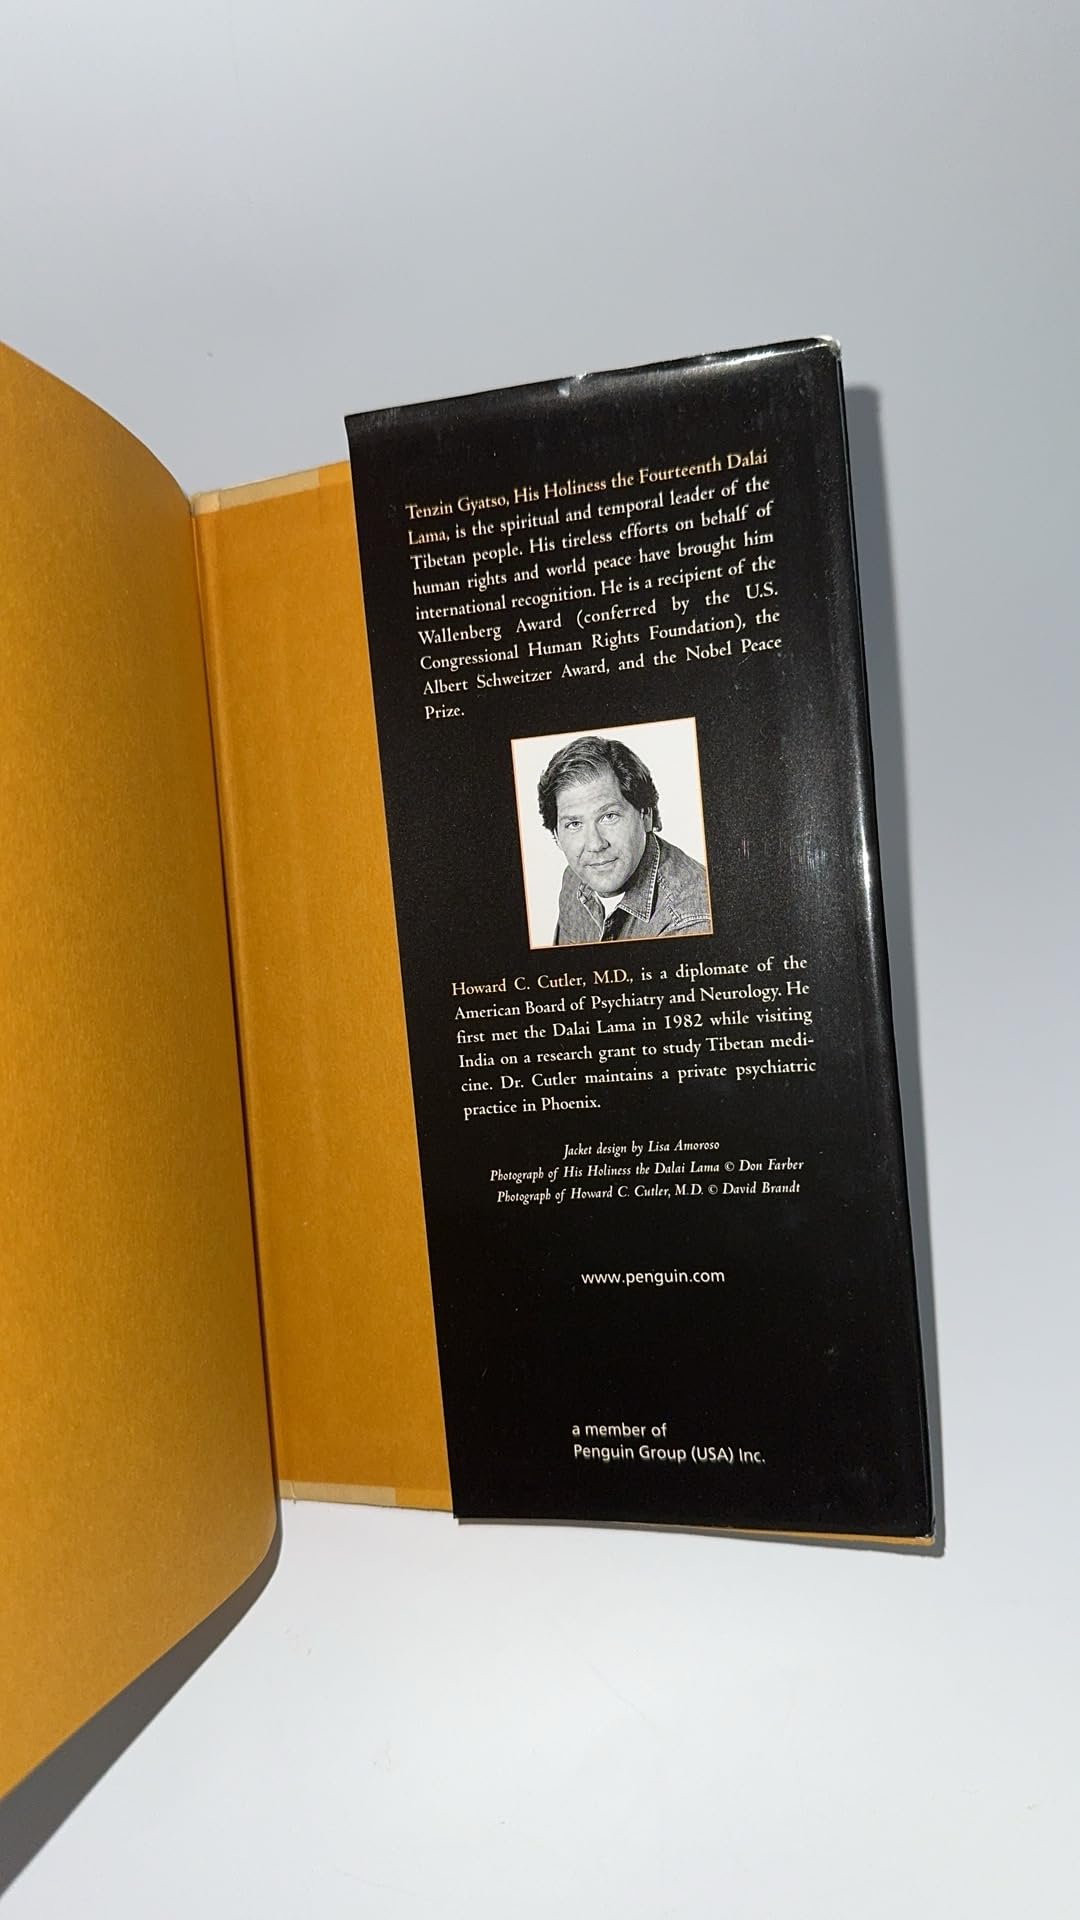 Tenzin Gyatso, His Holiness the Fourteenth Dalai
Lama, is the spiritual and temporal leader of the
Tibetan people. His tireless efforts on behalf of
human rights and world peace have brought him
international recognition. He is a recipient of the
Wallenberg Award (conferred by the U.S.
Congressional Human Rights Foundation), the
Albert Schweitzer Award, and the Nobel Peace
Prize.
Howard C. Cutler, M.D., is a diplomate of the
American Board of Psychiatry and Neurology. He
first met the Dalai Lama in 1982 while visiting
India on a research grant to study Tibetan medi-
cine. Dr. Cutler maintains a private psychiatric
practice in Phoenix.
Jacket design by Lisa Amoroso
Photograph of His Holiness the Dalai Lama © Don Farber
Photograph of Howard C. Cutler, M.D. © David Brandt
www.penguin.com
a member of
Penguin Group (USA) Inc.